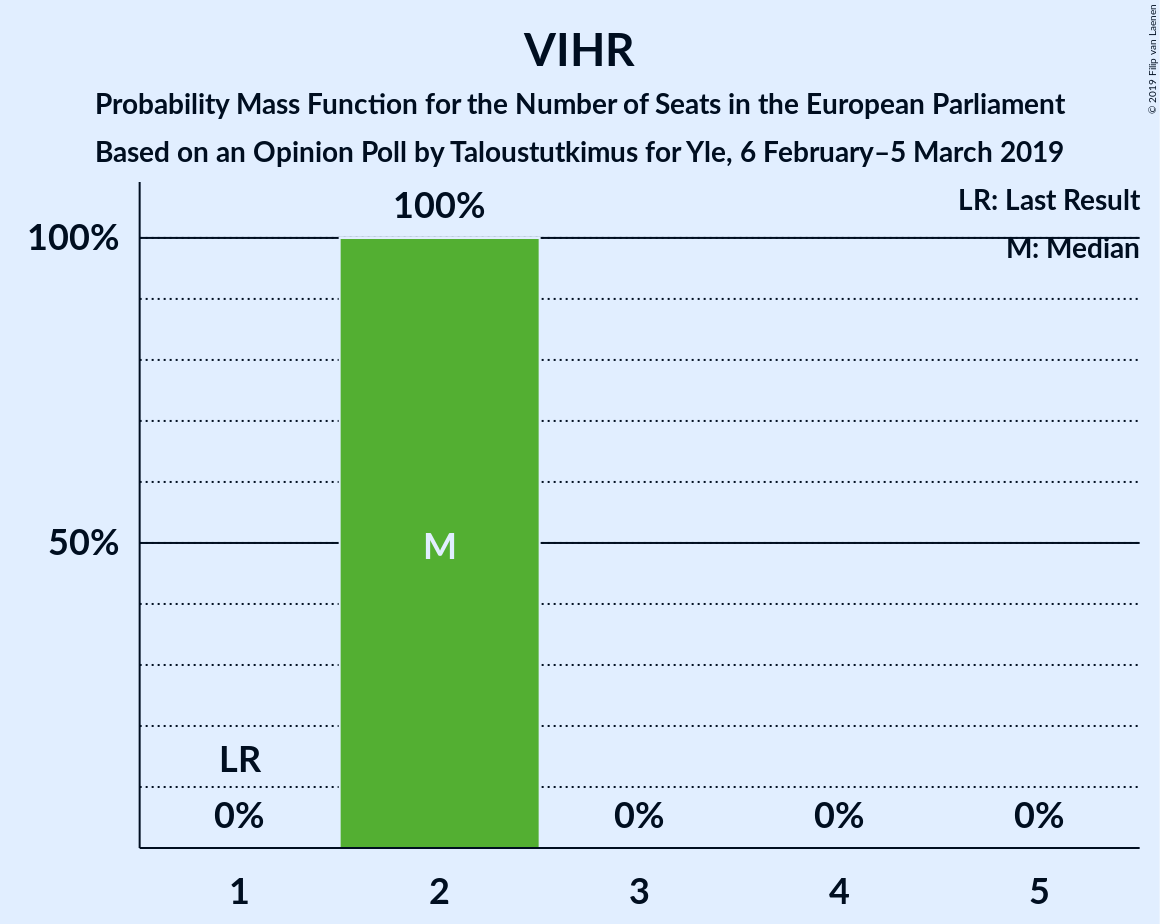 VIHR
Probability Mass Function for the Number of Seats in the European Parliament
Based on an Opinion Poll by Taloustutkimus for Yle, 6 February–5 March 2019
© 2019 Filip van Laenen
LR: Last Result
M: Median
100%
100%
50%
M
LR
0%
0%
0%
0%
1
2
3
4
5